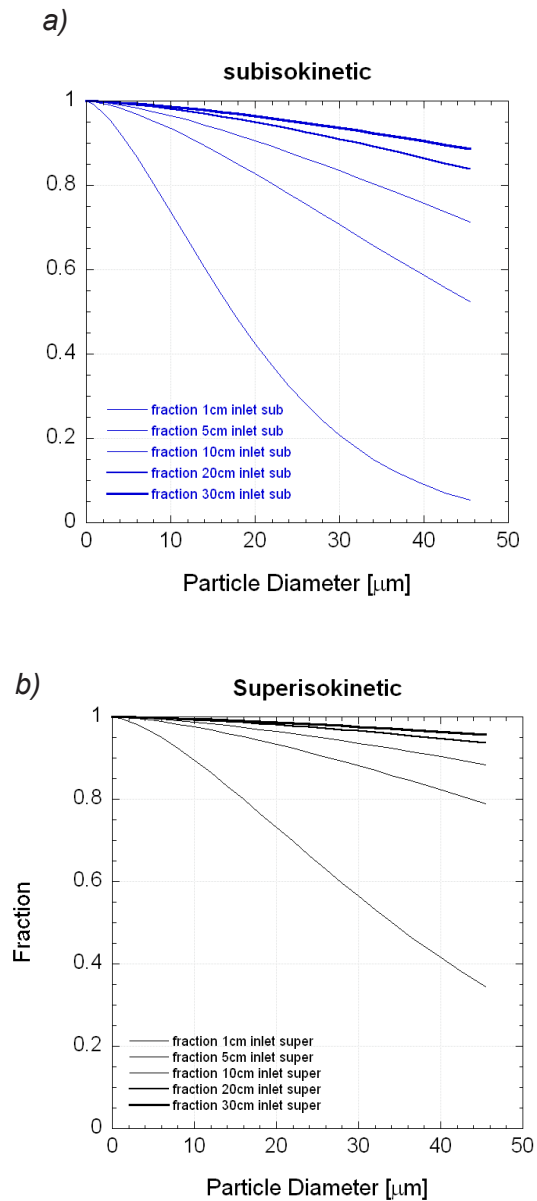 a)
subisokinetic
1
0.8
0.6
0.4
0.2
0
fraction 1cm inlet sub
fraction 5cm inlet sub
fraction 10cm inlet sub
fraction 20cm inlet sub
fraction 30cm inlet sub
0 10 20 30 40 50
Particle Diameter [μm]
b)
Superisokinetic
Fraction
1
0.8
0.6
0.4
0.2
0
fraction 1cm inlet super
fraction 5cm inlet super
fraction 10cm inlet super
fraction 20cm inlet super
fraction 30cm inlet super
0 10 20 30 40 50
Particle Diameter [μm]